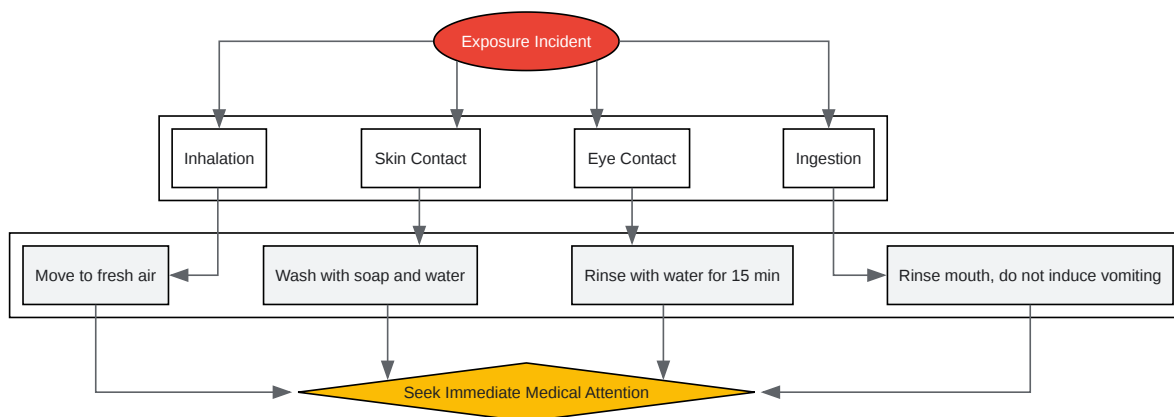 Exposure Incident
Inhalation
Skin Contact
Eye Contact
Ingestion
Move to fresh air
Wash with soap and water
Rinse with water for 15 min
Rinse mouth, do not induce vomiting
Seek Immediate Medical Attention